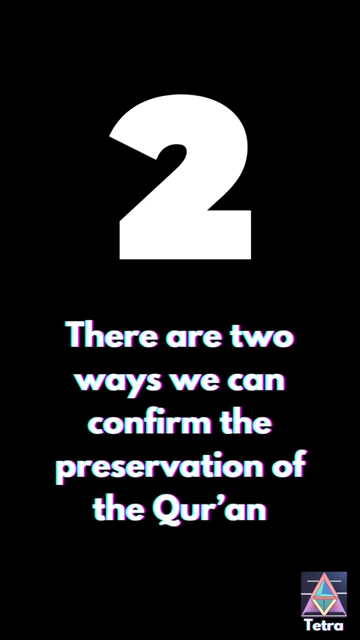 2
There are two
ways we can
confirm the
preservation of
the Qur’an
Tetra